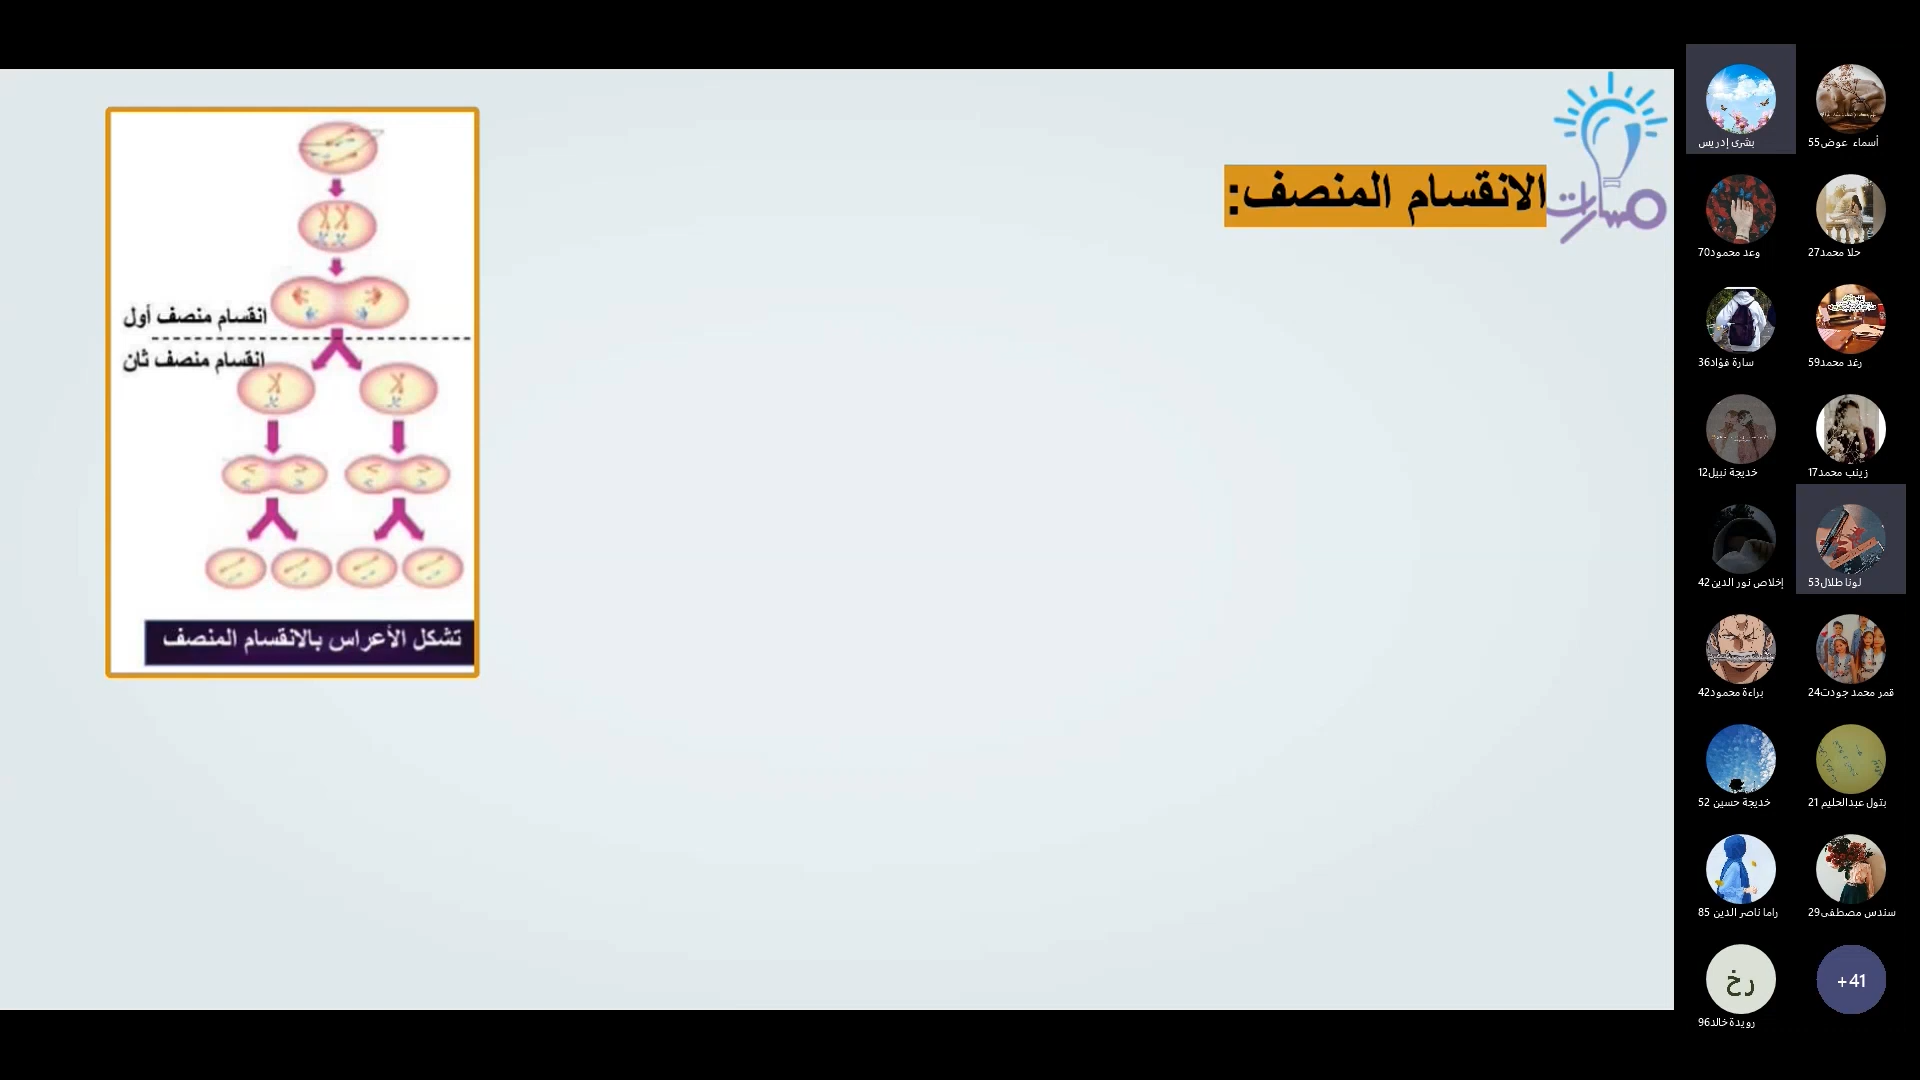 مسارات
الانقسام المنصف:
انقسام منصف أول
انقسام منصف ثان
تشكل الأعراس بالانقسام المنصف
بشرى إدريس
أسماء عوض55
وعد محمود70
حلا محمد27
سارة فؤاد36
رغد محمد59
خديجة نبيل12
زينب محمد17
إخلاص نور الدين42
لونا طلال53
براءة محمود42
قمر محمد جودت24
خديجة حسين 52
بتول عبدالحليم 21
راما ناصر الدين 85
سندس مصطفى29
رخ
+41
رويدة خالد96